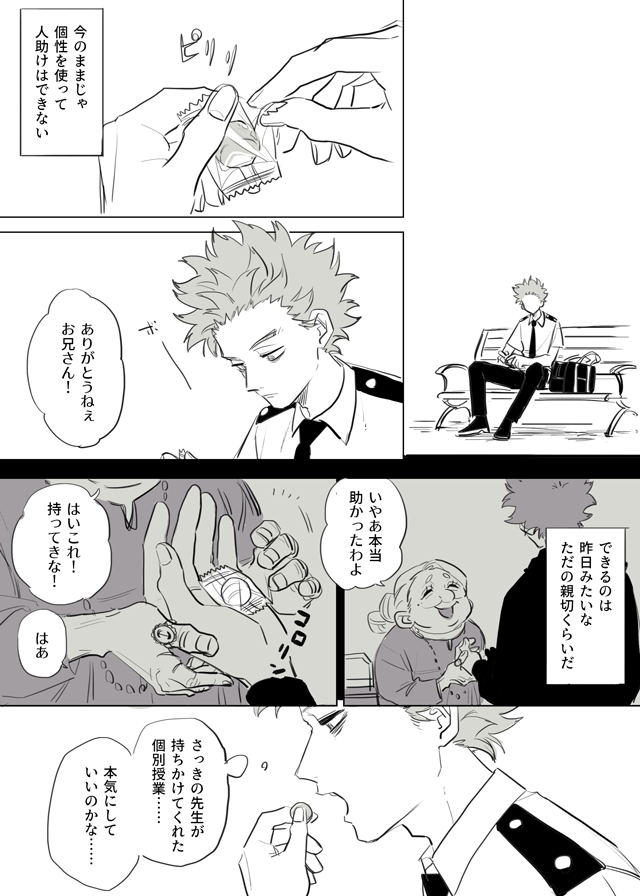 今のままじゃ
個性を使って
人助けはできない
ピリリ
ありがとうねぇ
お兄さん!
ボーッ
できるのは
昨日みたいな
ただの親切くらいだ
いやあ本当
助かったわよ
はいこれ!
持ってきな!
はあ
コロコロ
さっきの先生が
持ちかけてくれた
個別授業……
本気にして
いいのかな……